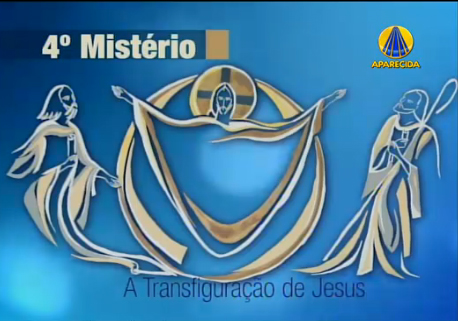 4º Mistério
APARECIDA
A Transfiguração de Jesus